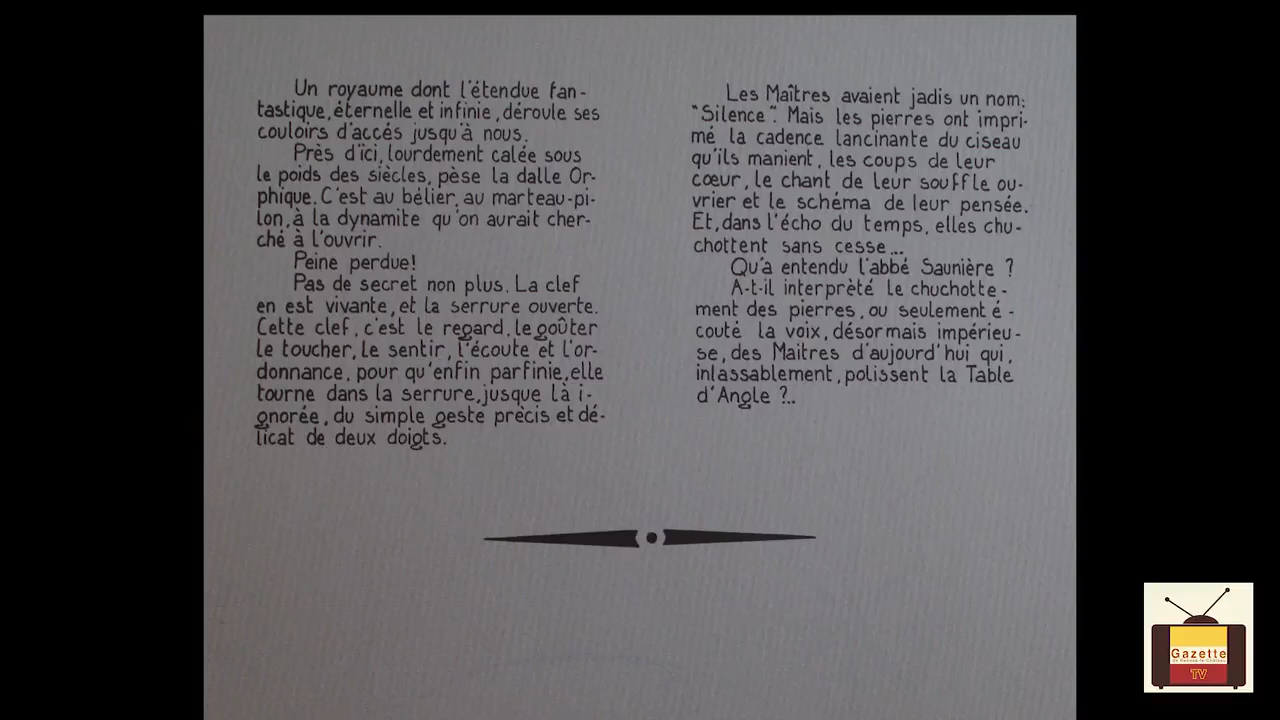 Un royaume dont l'étendue fan-
tastique, éternelle et infinie, déroule ses
couloirs d'accés jusqu'à nous.
Près d'ïci, lourdement calée sous
le poids des siècles, pèse la dalle Or-
phique. C'est au bélier, au marteau-pi-
lon, à la dynamite qu'on aurait cher-
ché à l'ouvrir.
Peine perdue!
Pas de secret non plus. La clef
en est vivante, et la serrure ouverte.
Cette clef, c'est le regard, le goûter
le toucher, le sentir, l'écoute et l'or-
donnance, pour qu'enfin parfinie, elle
tourne dans la serrure, jusque là i-
gnorée, du simple geste prècis et dé-
licat de deux doigts.
Les Maîtres avaient jadis un nom:
"Silence". Mais les pierres ont impri-
mé la cadence lancinante du ciseau
qu'ils manient, les coups de leur
cœur, le chant de leur souffle ou-
vrier et le schéma de leur pensée.
Et, dans l'écho du temps, elles chu-
chottent sans cesse...
Qu'a entendu l'abbé Saunière ?
A-t-il interprèté le chuchotte-
ment des pierres, ou seulement é-
couté la voix, désormais impérieu-
se, des Maitres d'aujourd'hui qui,
inlassablement, polissent la Table
d'Angle ?..
Gazette
de Rennes-le-Château
TV